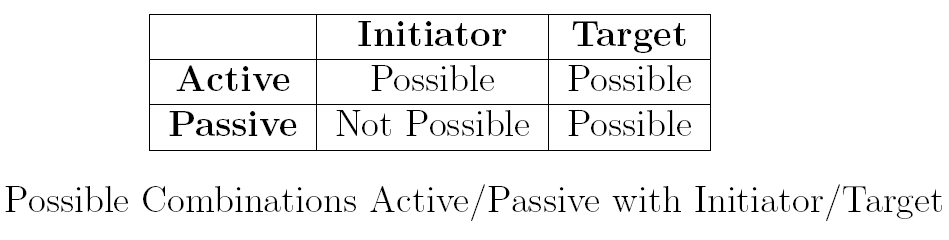 Initiator Target
Active Possible Possible
Passive Not Possible Possible
Possible Combinations Active/Passive with Initiator/Target